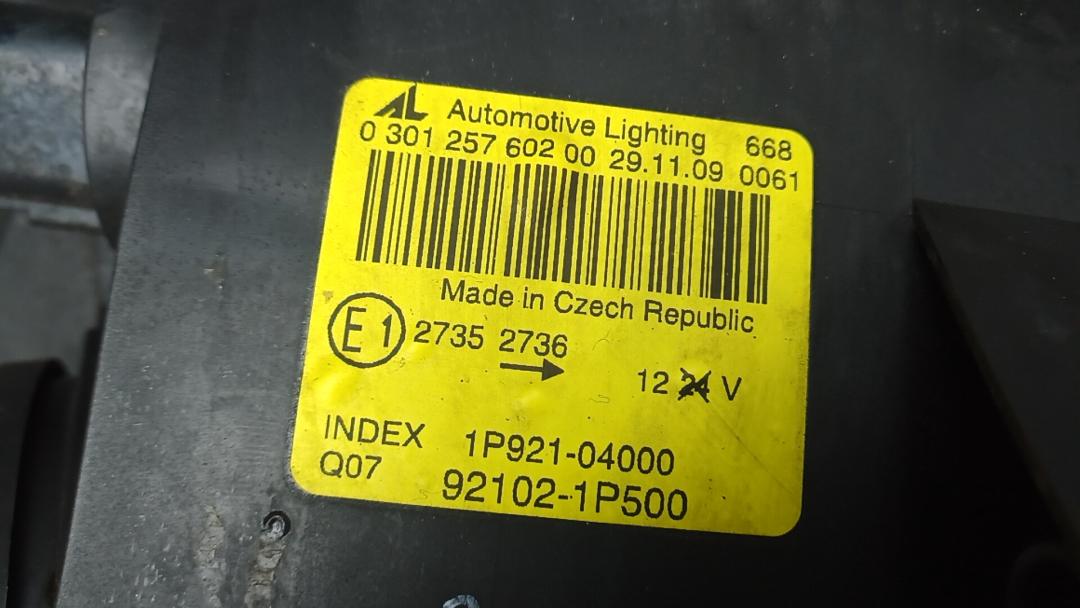 AL Automotive Lighting 668
0 301 257 602 00 29.11.09 0061
Made in Czech Republic
E1 2735 2736
12 24 V
INDEX 1P921-04000
Q07 92102-1P500